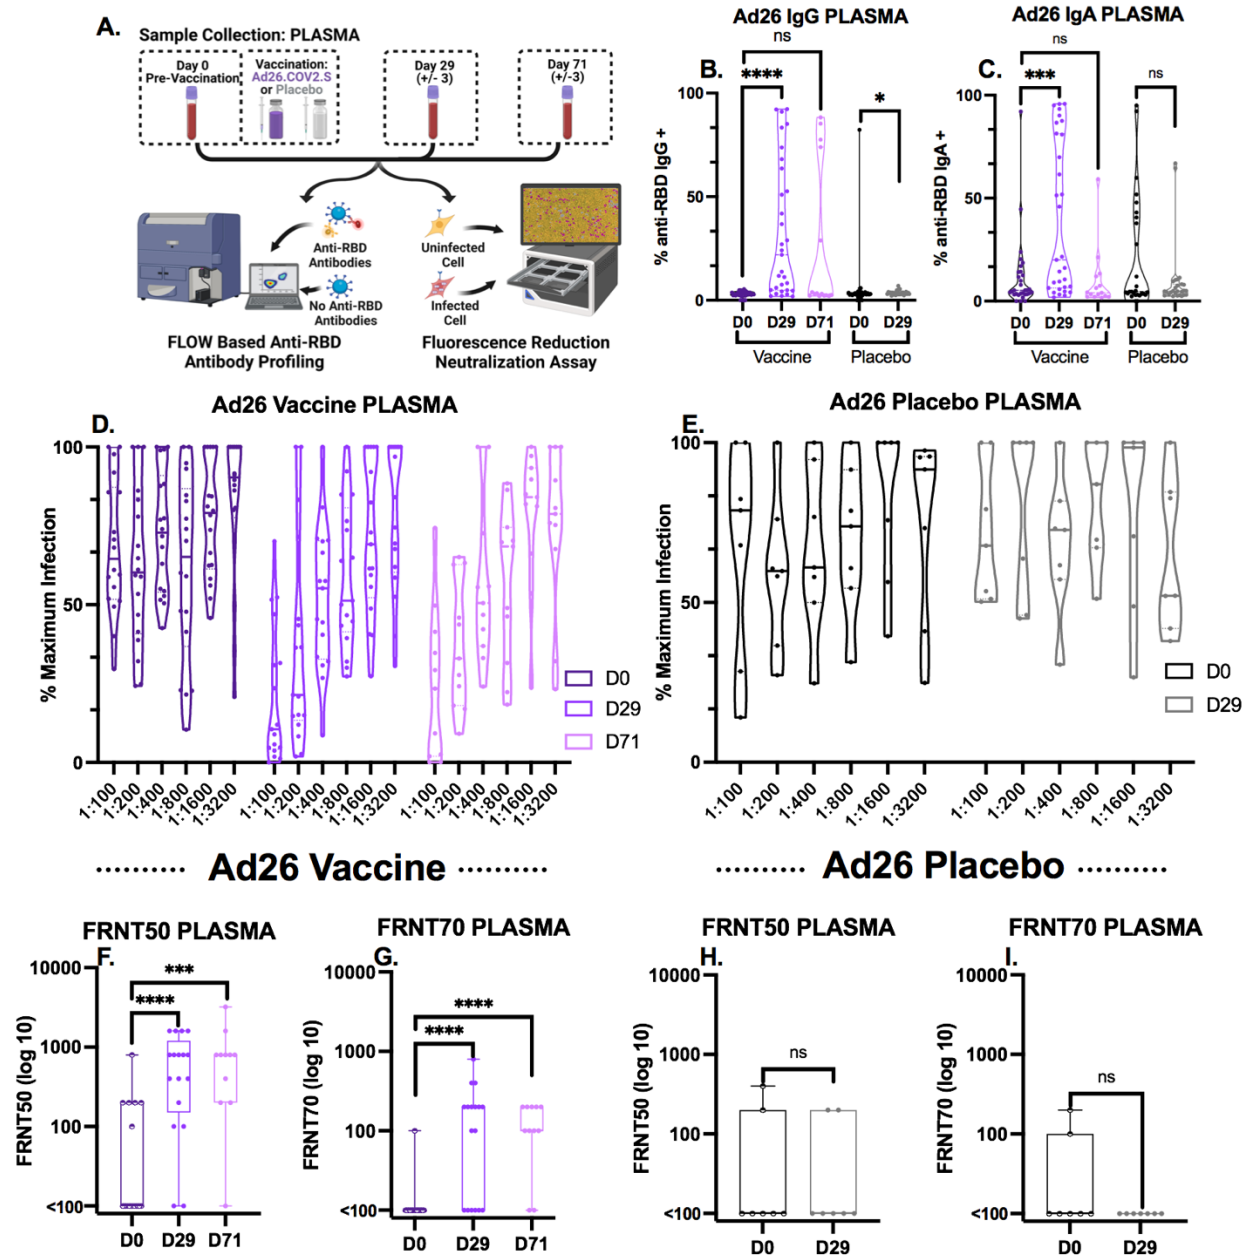 A.
Sample Collection: PLASMA
Day 0
Pre-Vaccination
Vaccination:
Ad26.COV2.S
or Placebo
Day 29
(+/- 3)
Day 71
(+/-3)
Anti-RBD
Antibodies
No Anti-RBD
Antibodies
Uninfected
Cell
Infected
Cell
FLOW Based Anti-RBD
Antibody Profiling
Fluorescence Reduction
Neutralization Assay
Ad26 IgG PLASMA
B.
ns
****
*
% anti-RBD IgG +
100
50
0
D0 D29 D71 D0 D29
Vaccine Placebo
Ad26 IgA PLASMA
C.
ns
***
ns
% anti-RBD IgA +
100
50
0
D0 D29 D71 D0 D29
Vaccine Placebo
Ad26 Vaccine PLASMA
D.
% Maximum Infection
100
50
0
D0
D29
D71
1:100 1:200 1:400 1:800 1:1600 1:3200 1:100 1:200 1:400 1:800 1:1600 1:3200 1:100 1:200 1:400 1:800 1:1600 1:3200
Ad26 Placebo PLASMA
E.
% Maximum Infection
100
50
0
D0
D29
1:100 1:200 1:400 1:800 1:1600 1:3200 1:100 1:200 1:400 1:800 1:1600 1:3200
Ad26 Vaccine
Ad26 Placebo
FRNT50 PLASMA
F.
FRNT50 (log 10)
10000
1000
100
<100
***
****
D0 D29 D71
FRNT70 PLASMA
G.
FRNT70 (log 10)
10000
1000
100
<100
****
****
D0 D29 D71
FRNT50 PLASMA
H.
FRNT50 (log 10)
10000
1000
100
<100
ns
D0 D29
FRNT70 PLASMA
I.
FRNT70 (log 10)
10000
1000
100
<100
ns
D0 D29